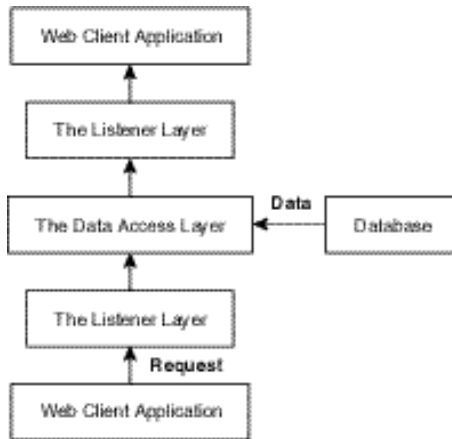 Web Client Application
The Listener Layer
Data
The Data Access Layer
Database
The Listener Layer
Request
Web Client Application